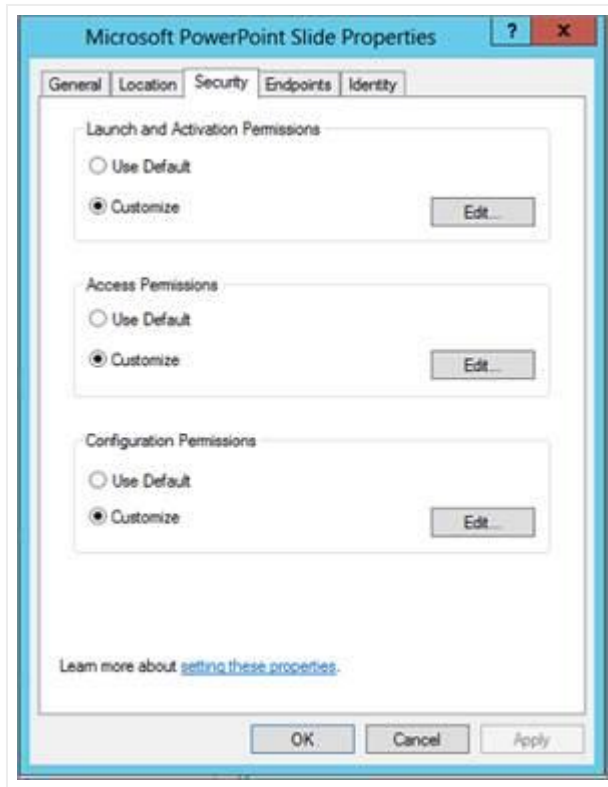 Microsoft PowerPoint Slide Properties ? x
General Location Security Endpoints Identity
Launch and Activation Permissions
Use Default
Customize
Edit...
Access Permissions
Use Default
Customize
Edit...
Configuration Permissions
Use Default
Customize
Edit...
Learn more about setting these properties.
OK Cancel Apply